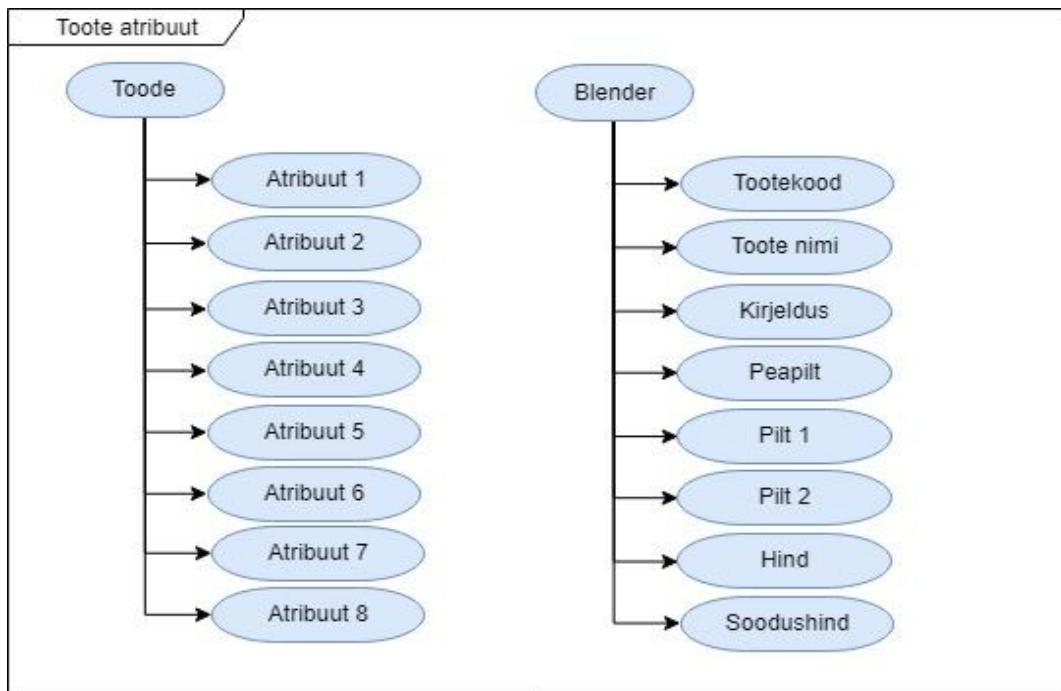 Toote atribuut
Toode
Atribuut 1
Atribuut 2
Atribuut 3
Atribuut 4
Atribuut 5
Atribuut 6
Atribuut 7
Atribuut 8
Blender
Tootekood
Toote nimi
Kirjeldus
Peapilt
Pilt 1
Pilt 2
Hind
Soodushind